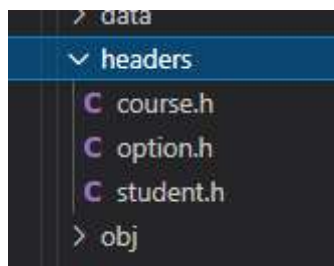 data
headers
C course.h
C option.h
C student.h
obj